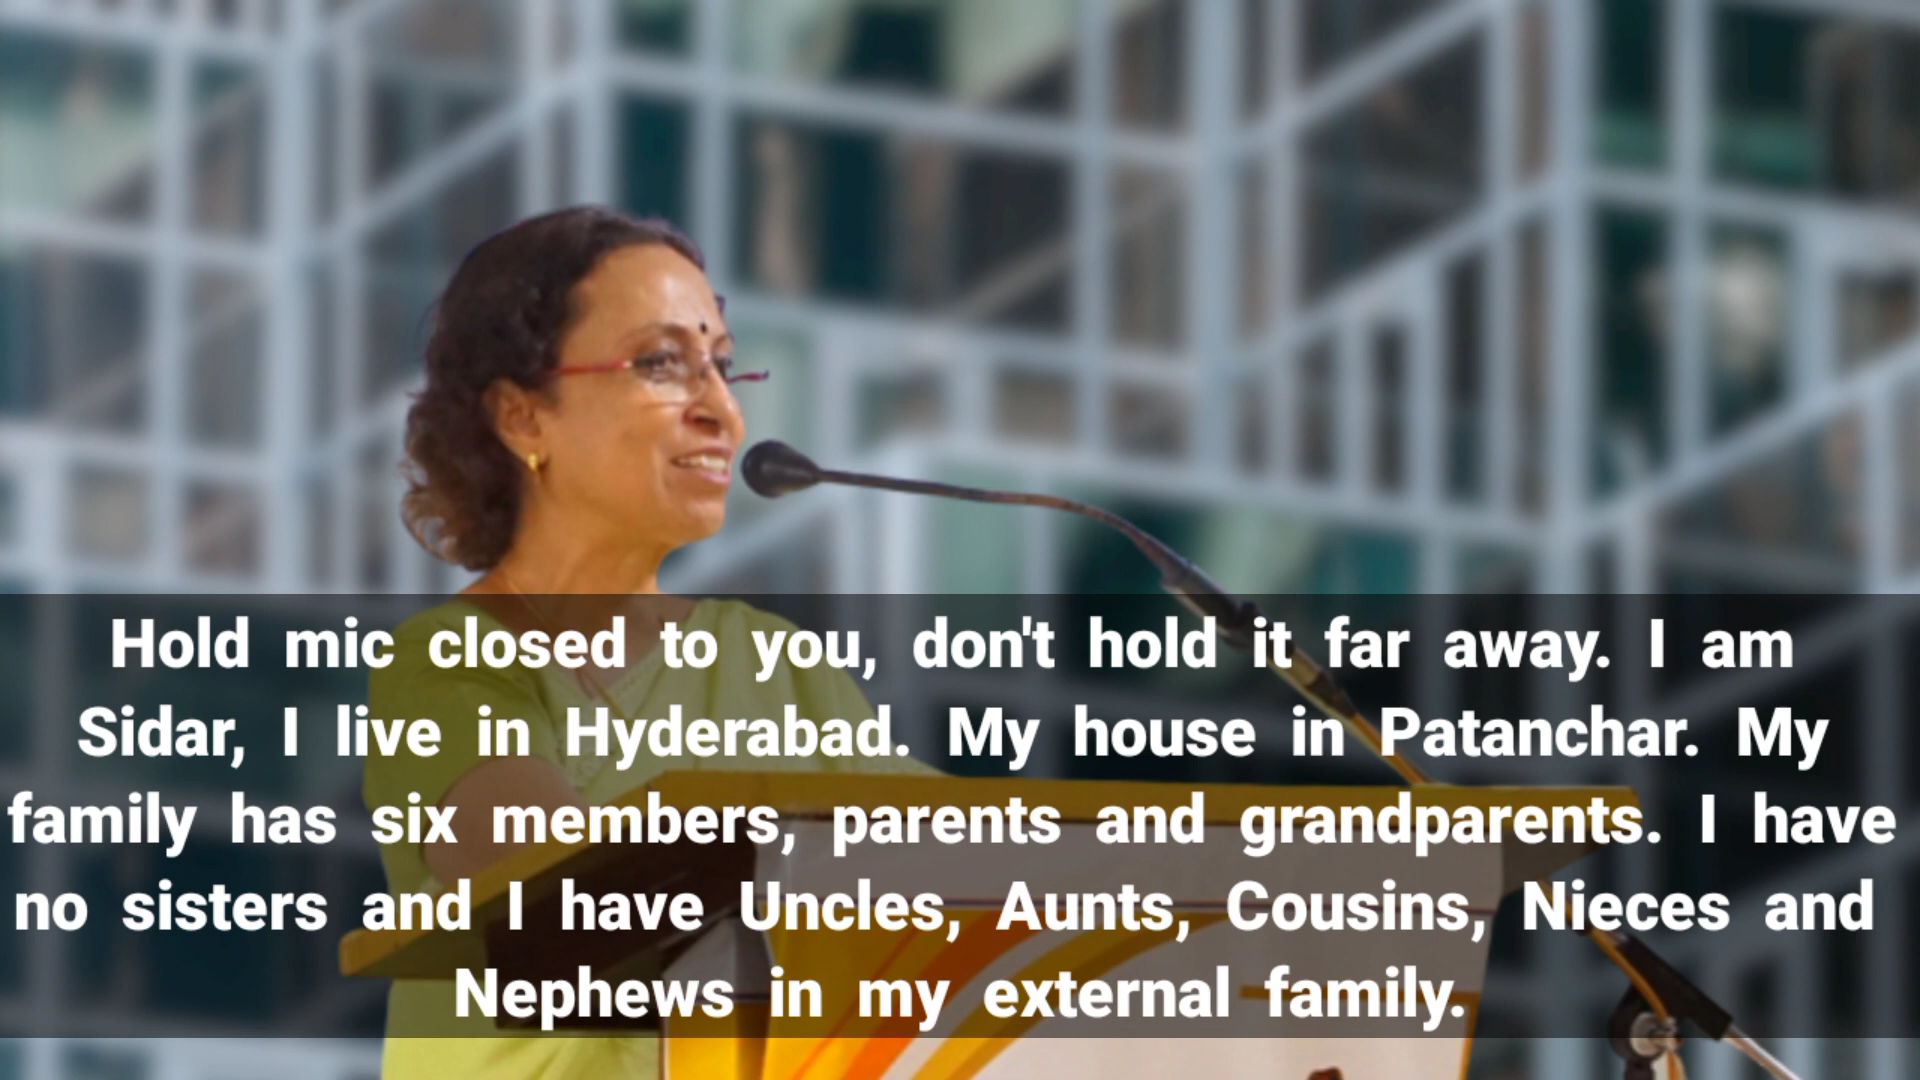 Hold mic closed to you, don't hold it far away. I am
Sidar, I live in Hyderabad. My house in Patanchar. My
family has six members, parents and grandparents. I have
no sisters and I have Uncles, Aunts, Cousins, Nieces and
Nephews in my external family.